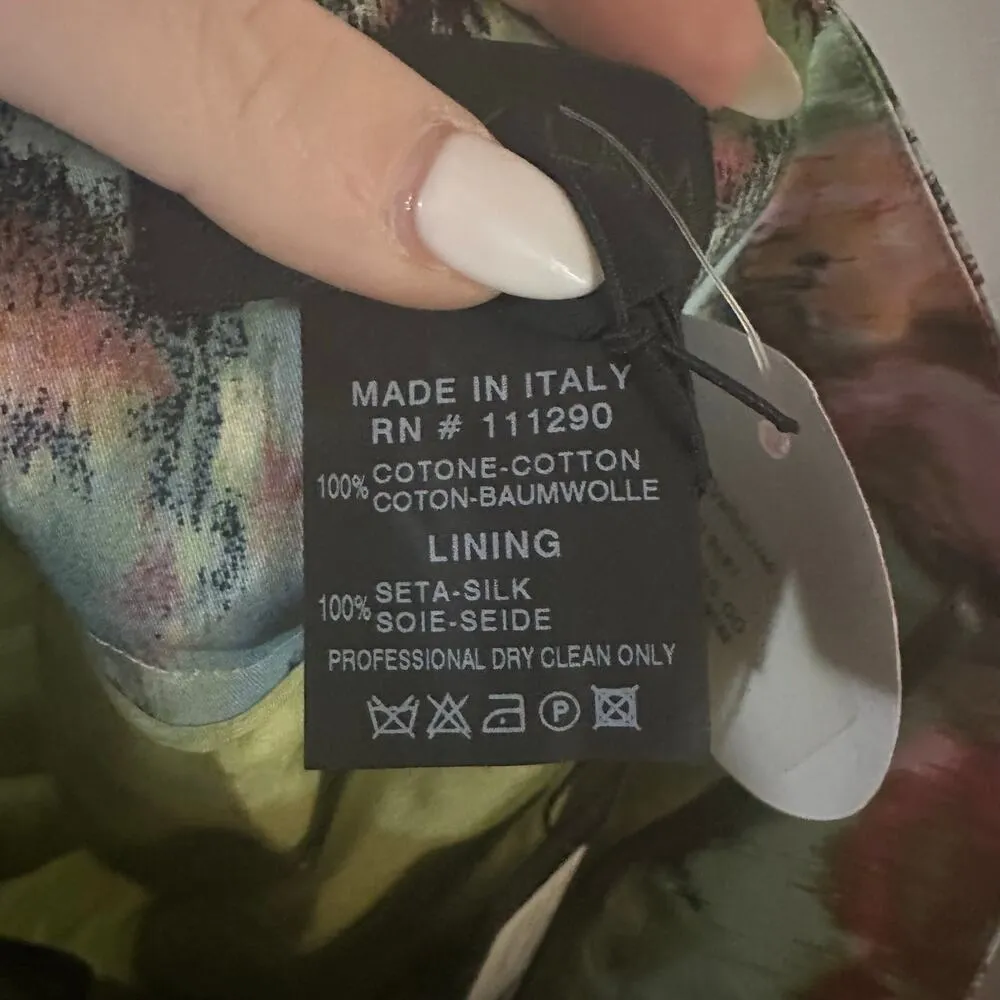 MADE IN ITALY
RN # 111290
100% COTONE-COTTON
COTON-BAUMWOLLE
LINING
100% SETA-SILK
SOIE-SEIDE
PROFESSIONAL DRY CLEAN ONLY
P